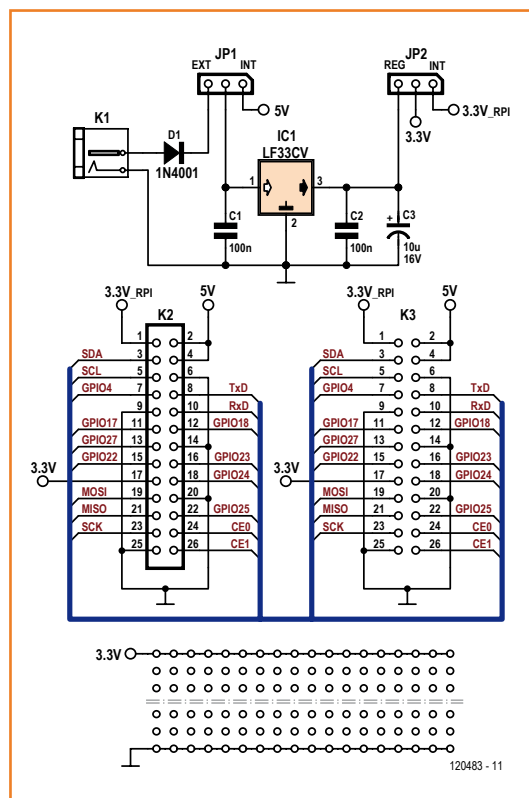 JP1
JP2
EXT INT
REG INT
5V
3.3V_RPI
3.3V
K1
D1
1N4001
IC1
LF33CV
1 3
2
C1
100n
C2
100n
+ C3
10u
16V
3.3V_RPI 5V
K2
1 2
SDA 3 4
SCL 5 6
GPIO4 7 8 TxD
9 10 RxD
GPIO17 11 12 GPIO18
GPIO27 13 14
GPIO22 15 16 GPIO23
3.3V 17 18 GPIO24
MOSI 19 20
MISO 21 22 GPIO25
SCK 23 24 CE0
25 26 CE1
3.3V_RPI 5V
K3
1 2
SDA 3 4
SCL 5 6
GPIO4 7 8 TxD
9 10 RxD
GPIO17 11 12 GPIO18
GPIO27 13 14
GPIO22 15 16 GPIO23
3.3V 17 18 GPIO24
MOSI 19 20
MISO 21 22 GPIO25
SCK 23 24 CE0
25 26 CE1
3.3V
120483 - 11